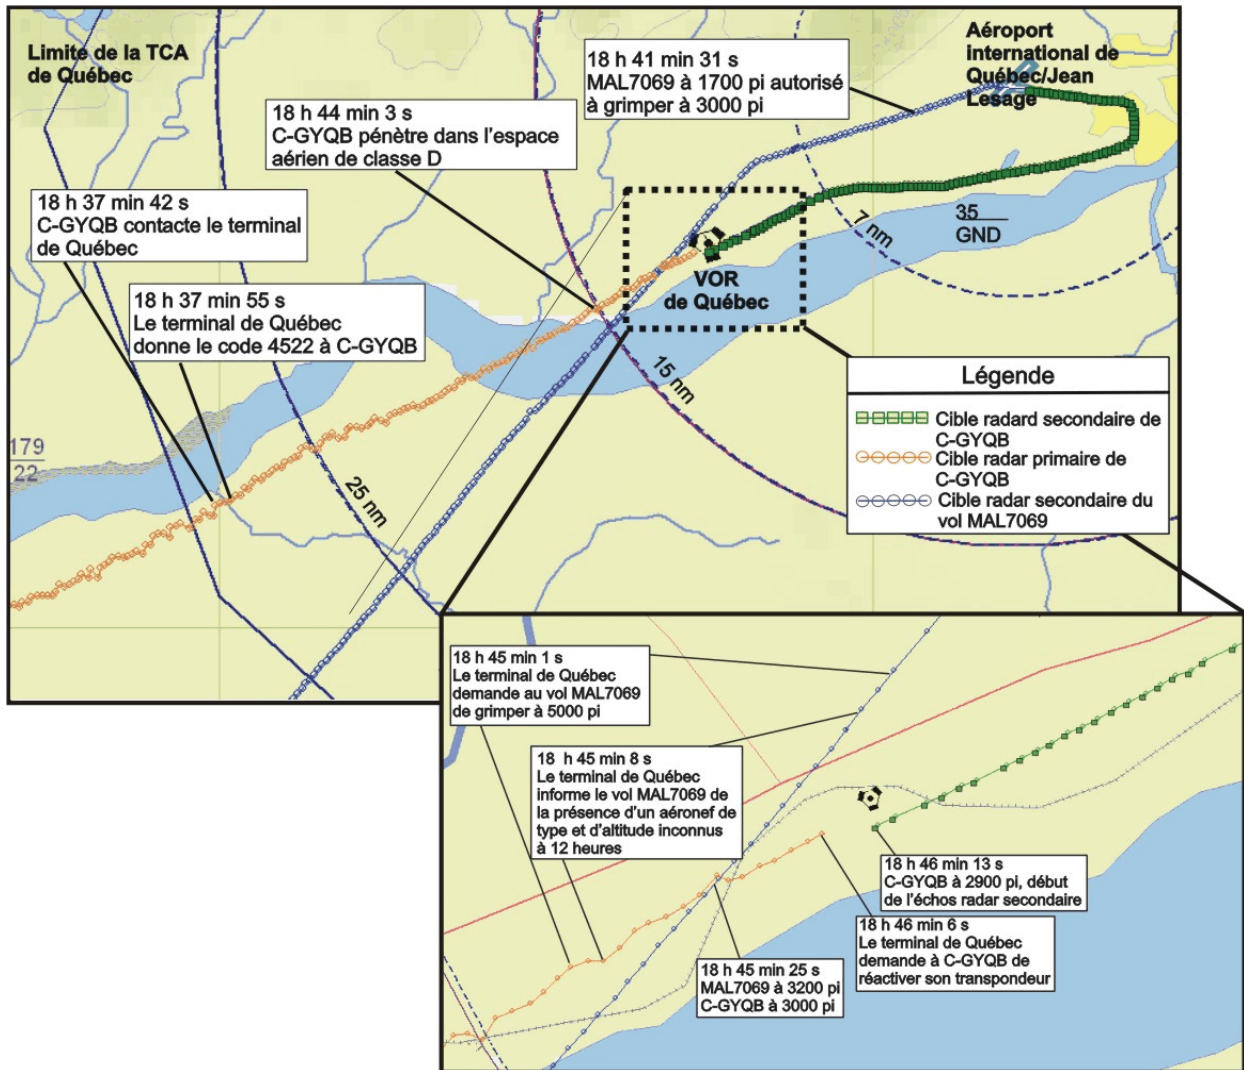 Limite de la TCA
de Québec
18 h 41 min 31 s
MAL7069 à 1700 pi autorisé
à grimper à 3000 pi
Aéroport
international de
Québec/Jean
Lesage
18 h 44 min 3 s
C-GYQB pénètre dans l'espace
aérien de classe D
18 h 37 min 42 s
C-GYQB contacte le terminal
de Québec
18 h 37 min 55 s
Le terminal de Québec
donne le code 4522 à C-GYQB
7 nm
35
GND
VOR
de Québec
15 nm
25 nm
179
22
Légende
Cible radard secondaire de
C-GYQB
Cible radar primaire de
C-GYQB
Cible radar secondaire du
vol MAL7069
18 h 45 min 1 s
Le terminal de Québec
demande au vol MAL7069
de grimper à 5000 pi
18 h 45 min 8 s
Le terminal de Québec
informe le vol MAL7069 de
la présence d'un aéronef de
type et d'altitude inconnus
à 12 heures
18 h 46 min 13 s
C-GYQB à 2900 pi, début
de l'échos radar secondaire
18 h 46 min 6 s
Le terminal de Québec
demande à C-GYQB de
réactiver son transpondeur
18 h 45 min 25 s
MAL7069 à 3200 pi
C-GYQB à 3000 pi